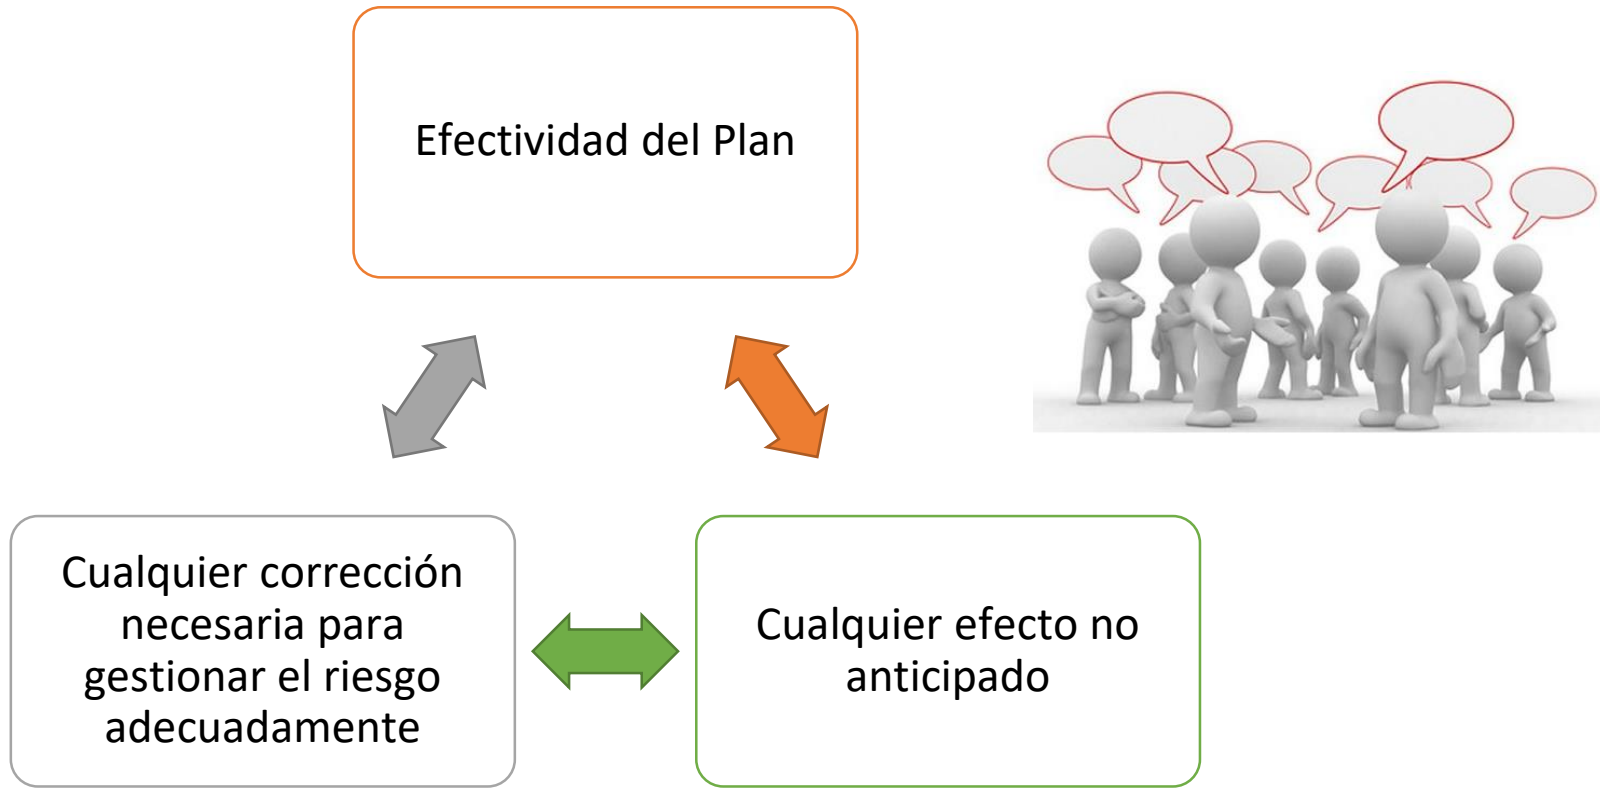 Efectividad del Plan
Cualquier corrección
necesaria para
gestionar el riesgo
adecuadamente
Cualquier efecto no
anticipado